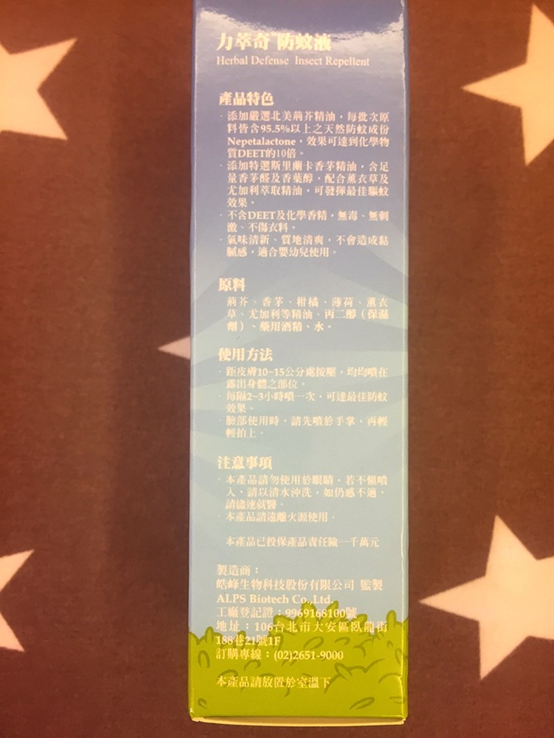 力萃奇 防蚊液
Herbal Defense Insect Repellent
產品特色
· 添加嚴選北美荊芥精油，每批次原
料皆含95.5%以上之天然防蚊成份
Nepetalactone，效果可達到化學物
質DEET的10倍。
· 添加特選斯里蘭卡香茅精油，含足
量香茅醛及香葉醇，配合薰衣草及
尤加利萃取精油，可發揮最佳驅蚊
效果。
· 不含DEET及化學香精，無毒、無刺
激、不傷衣料。
· 氣味清新、質地清爽，不會造成黏
膩感，適合嬰幼兒使用。
原料
荊芥、香茅、柑橘、薄荷、薰衣
草、尤加利等精油、丙二醇（保濕
劑）、藥用酒精、水。
使用方法
· 距皮膚10~15公分處按壓，均勻噴在
露出身體之部位。
· 每隔2~3小時噴一次，可達最佳防蚊
效果。
· 臉部使用時，請先噴於手掌，再輕
輕拍上。
注意事項
· 本產品請勿使用於眼睛，若不慎噴
入，請以清水沖洗，如仍感不適，
請儘速就醫。
· 本產品請遠離火源使用。
本產品已投保產品責任險一千萬元
製造商：
皓峰生物科技股份有限公司 監製
ALPS Biotech Co.,Ltd.
工廠登記證：9969168100號
地址：106台北市大安區臥龍街
188巷21號1F
訂購專線：(02)2651-9000
本產品請放置於室溫下